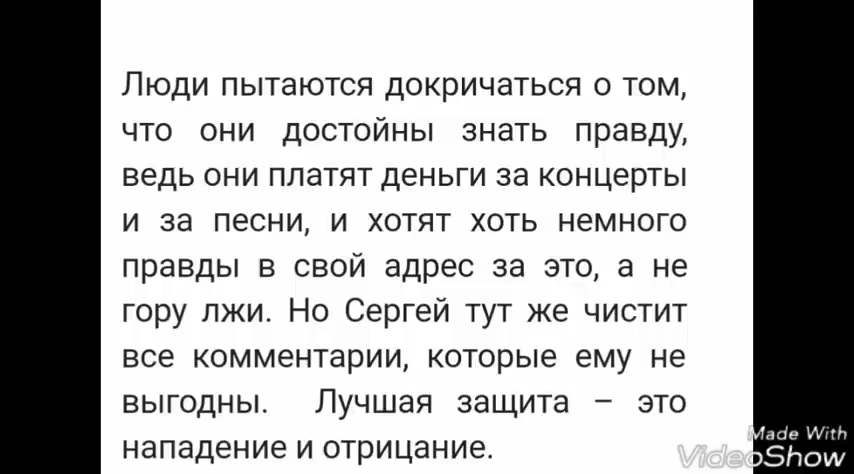 Люди пытаются докричаться о том,
что они достойны знать правду,
ведь они платят деньги за концерты
и за песни, и хотят хоть немного
правды в свой адрес за это, а не
гору лжи. Но Сергей тут же чистит
все комментарии, которые ему не
выгодны. Лучшая защита – это
нападение и отрицание.
Made With
VideoShow